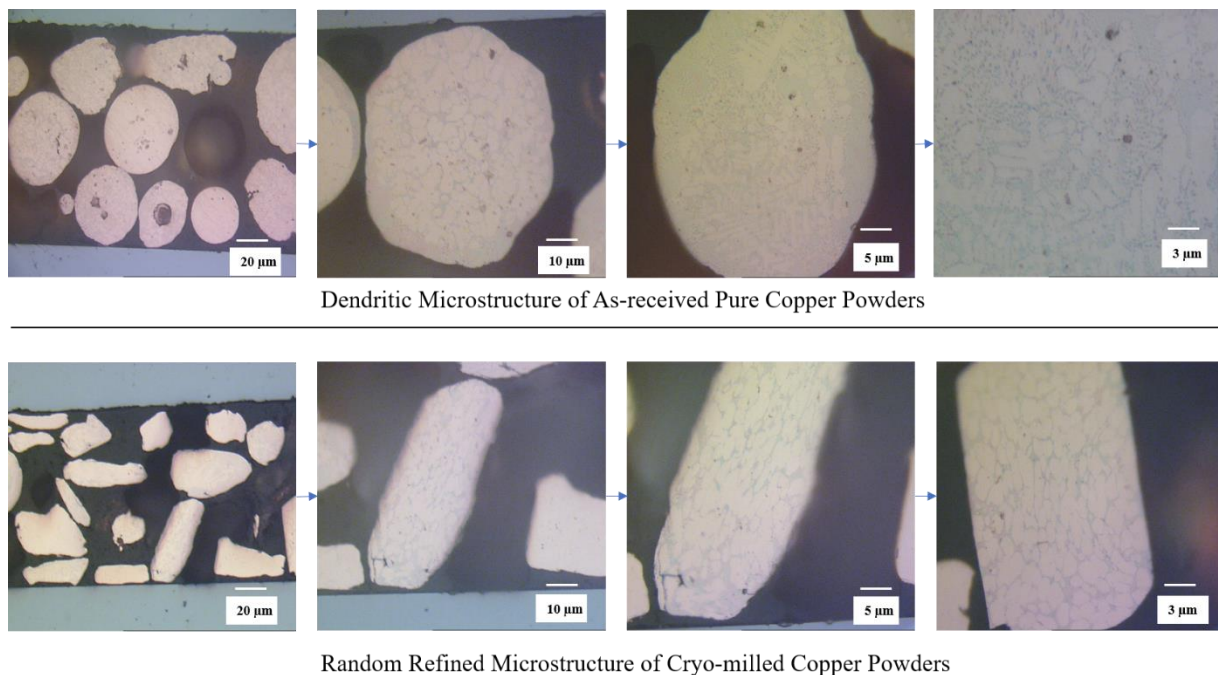 20 µm
10 µm
5 µm
3 µm
Dendritic Microstructure of As-received Pure Copper Powders
20 µm
10 µm
5 µm
3 µm
Random Refined Microstructure of Cryo-milled Copper Powders